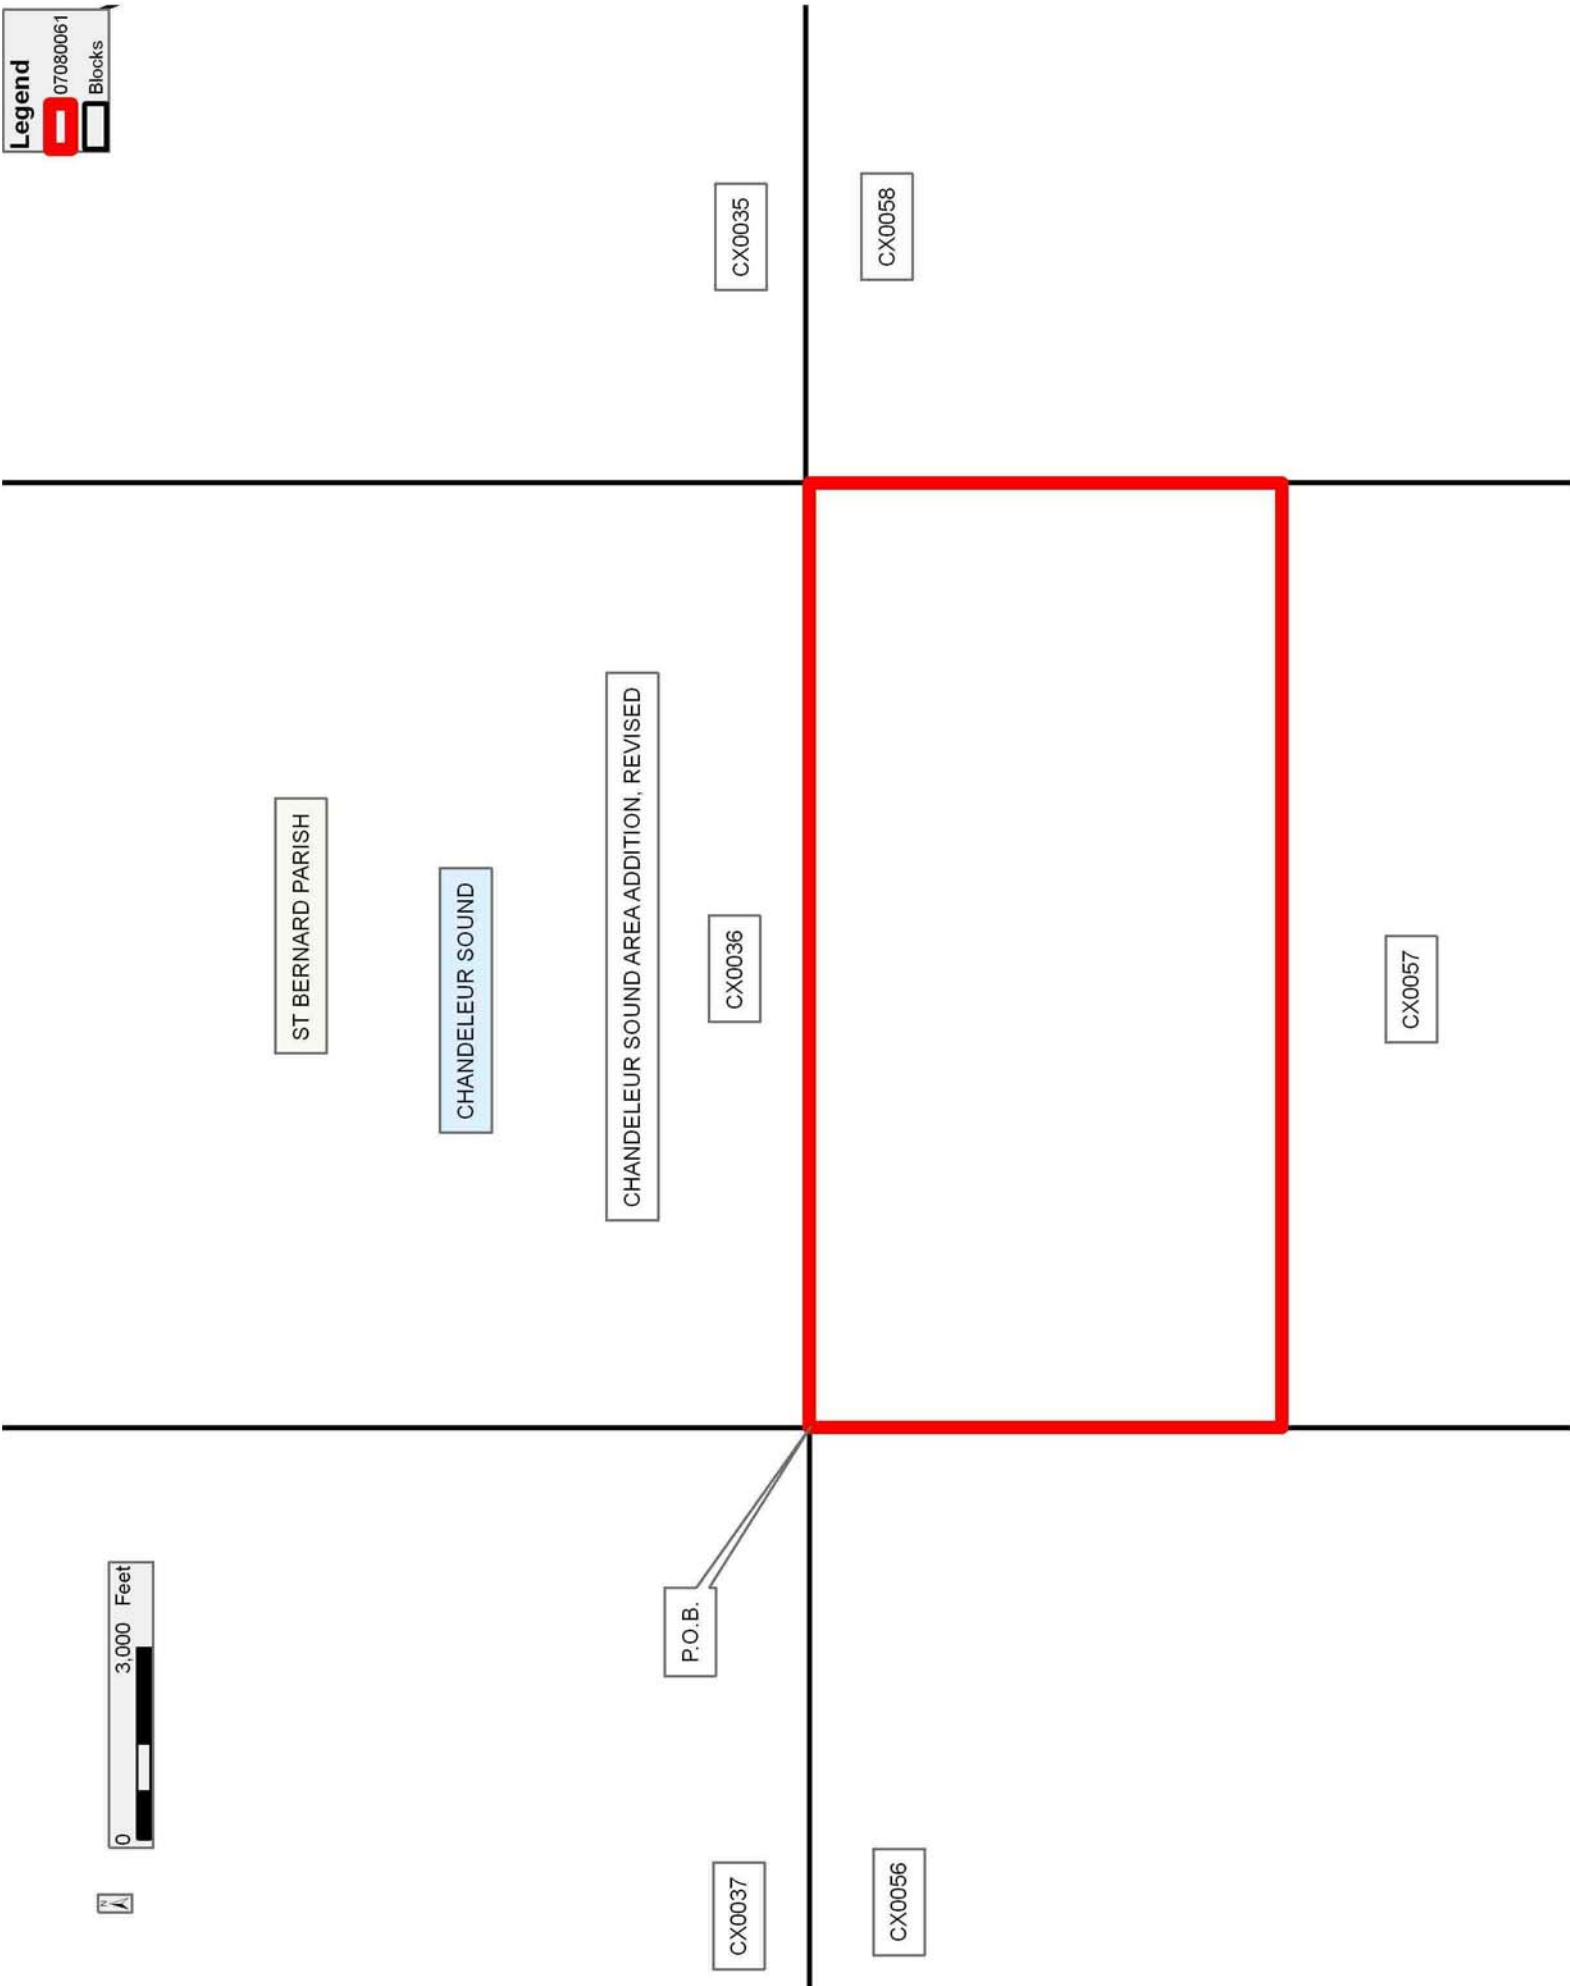 N
0 3,000 Feet
Legend
07080061
Blocks
ST BERNARD PARISH
CHANDELEUR SOUND
CHANDELEUR SOUND AREA ADDITION, REVISED
P.O.B.
CX0037
CX0036
CX0035
CX0056
CX0058
CX0057